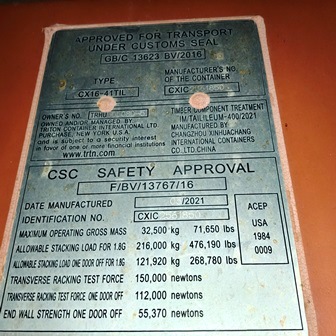 APPROVED FOR TRANSPORT
UNDER CUSTOMS SEAL
GB/C 13623 BV/2016
TYPE
MANUFACTURER'S NO.
OF THE CONTAINER
CX16-41TIL
CXIC
OWNER'S NO. TRHU
OWNED AND/OR MANAGED BY
TRITON CONTAINER INTERNATIONAL LTD
PURCHASE, NEW YORK U.S.A
and is subject to a security interest
in favor of one or more financial institutions
www.trtn.com
TIMBER COMPONENT TREATMENT
IM/TAILILEUM-400/2021
MANUFACTURED BY
CHANGZHOU XINHUACHANG
INTERNATIONAL CONTAINERS
CO.LTD.CHINA
CSC SAFETY APPROVAL
F/BV/13767/16
DATE MANUFACTURED /2021
IDENTIFICATION NO. CXIC
MAXIMUM OPERATING GROSS MASS 32,500 kg 71,650 lbs
ALLOWABLE STACKING LOAD FOR 1.8G 216,000 kg 476,190 lbs
ALLOWABLE STACKING LOAD ONE DOOR OFF FOR 1.8G 121,920 kg 268,780 lbs
TRANSVERSE RACKING TEST FORCE 150,000 newtons
TRANSVERSE RACKING TEST FORCE ONE DOOR OFF 112,000 newtons
END WALL STRENGTH ONE DOOR OFF 55,370 newtons
ACEP
USA
1984
0009